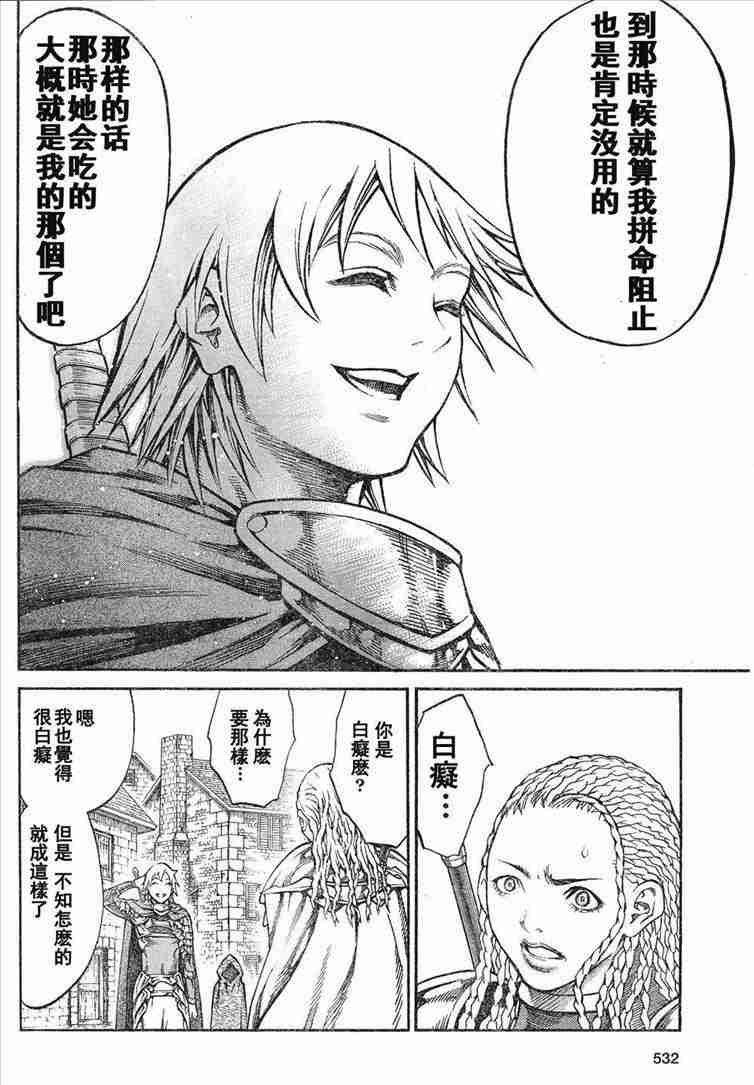 到那時候就算我拼命阻止
也是肯定沒用的
那样的话
那時她会吃的
大概就是我的那個了吧
白癡⋯
你是
白癡麽?
為什麽
要那樣⋯
嗯
我也覺得
很白癡
但是 不知怎麽的
就成這樣了
532